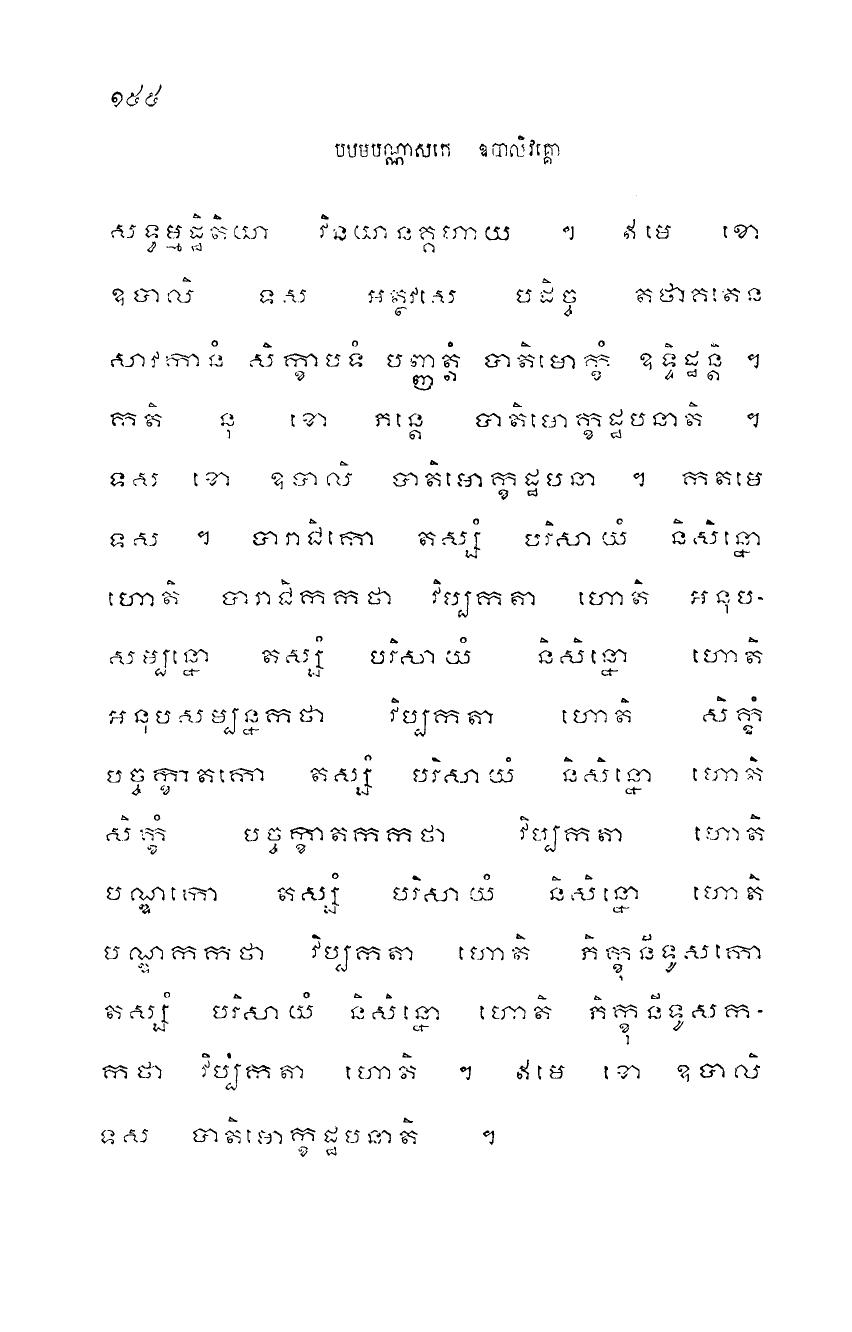 ១៤៤
បឋមបណ្ណាសកេ ឧបាលិវគ្គោ
សទ្ធម្មដ្ឋិតិយា វិនយានុគ្គហាយ ។ ឥមេ ខោ
ឧបាលិ ទស អត្ថវសេ បដិច្ច តថាគតេន
សាវកានំ សិក្ខាបទំ បញ្ញត្តំ បាតិមោក្ខំ ឧទ្ទិដ្ឋន្តិ ។
កតិ នុ ខោ ភន្តេ បាតិមោក្ខដ្ឋបនាតិ ។
ទស ខោ ឧបាលិ បាតិមោក្ខដ្ឋបនា ។ កតមេ
ទស ។ បារាជិកោ តស្សំ បរិសាយំ និសិន្នោ
ហោតិ បារាជិកកថា វិប្បកតា ហោតិ អនុប-
សម្បន្នោ តស្សំ បរិសាយំ និសិន្នោ ហោតិ
អនុបសម្បន្នកថា វិប្បកតា ហោតិ សិក្ខំ
បច្ចក្ខាតកោ តស្សំ បរិសាយំ និសិន្នោ ហោតិ
សិក្ខំ បច្ចក្ខាតកកថា វិប្បកតា ហោតិ
បណ្ឌកោ តស្សំ បរិសាយំ និសិន្នោ ហោតិ
បណ្ឌកកថា វិប្បកតា ហោតិ ភិក្ខុនីទូសកោ
តស្សំ បរិសាយំ និសិន្នោ ហោតិ ភិក្ខុនីទូសក-
កថា វិប្បកតា ហោតិ ។ ឥមេ ខោ ឧបាលិ
ទស បាតិមោក្ខដ្ឋបនាតិ ។